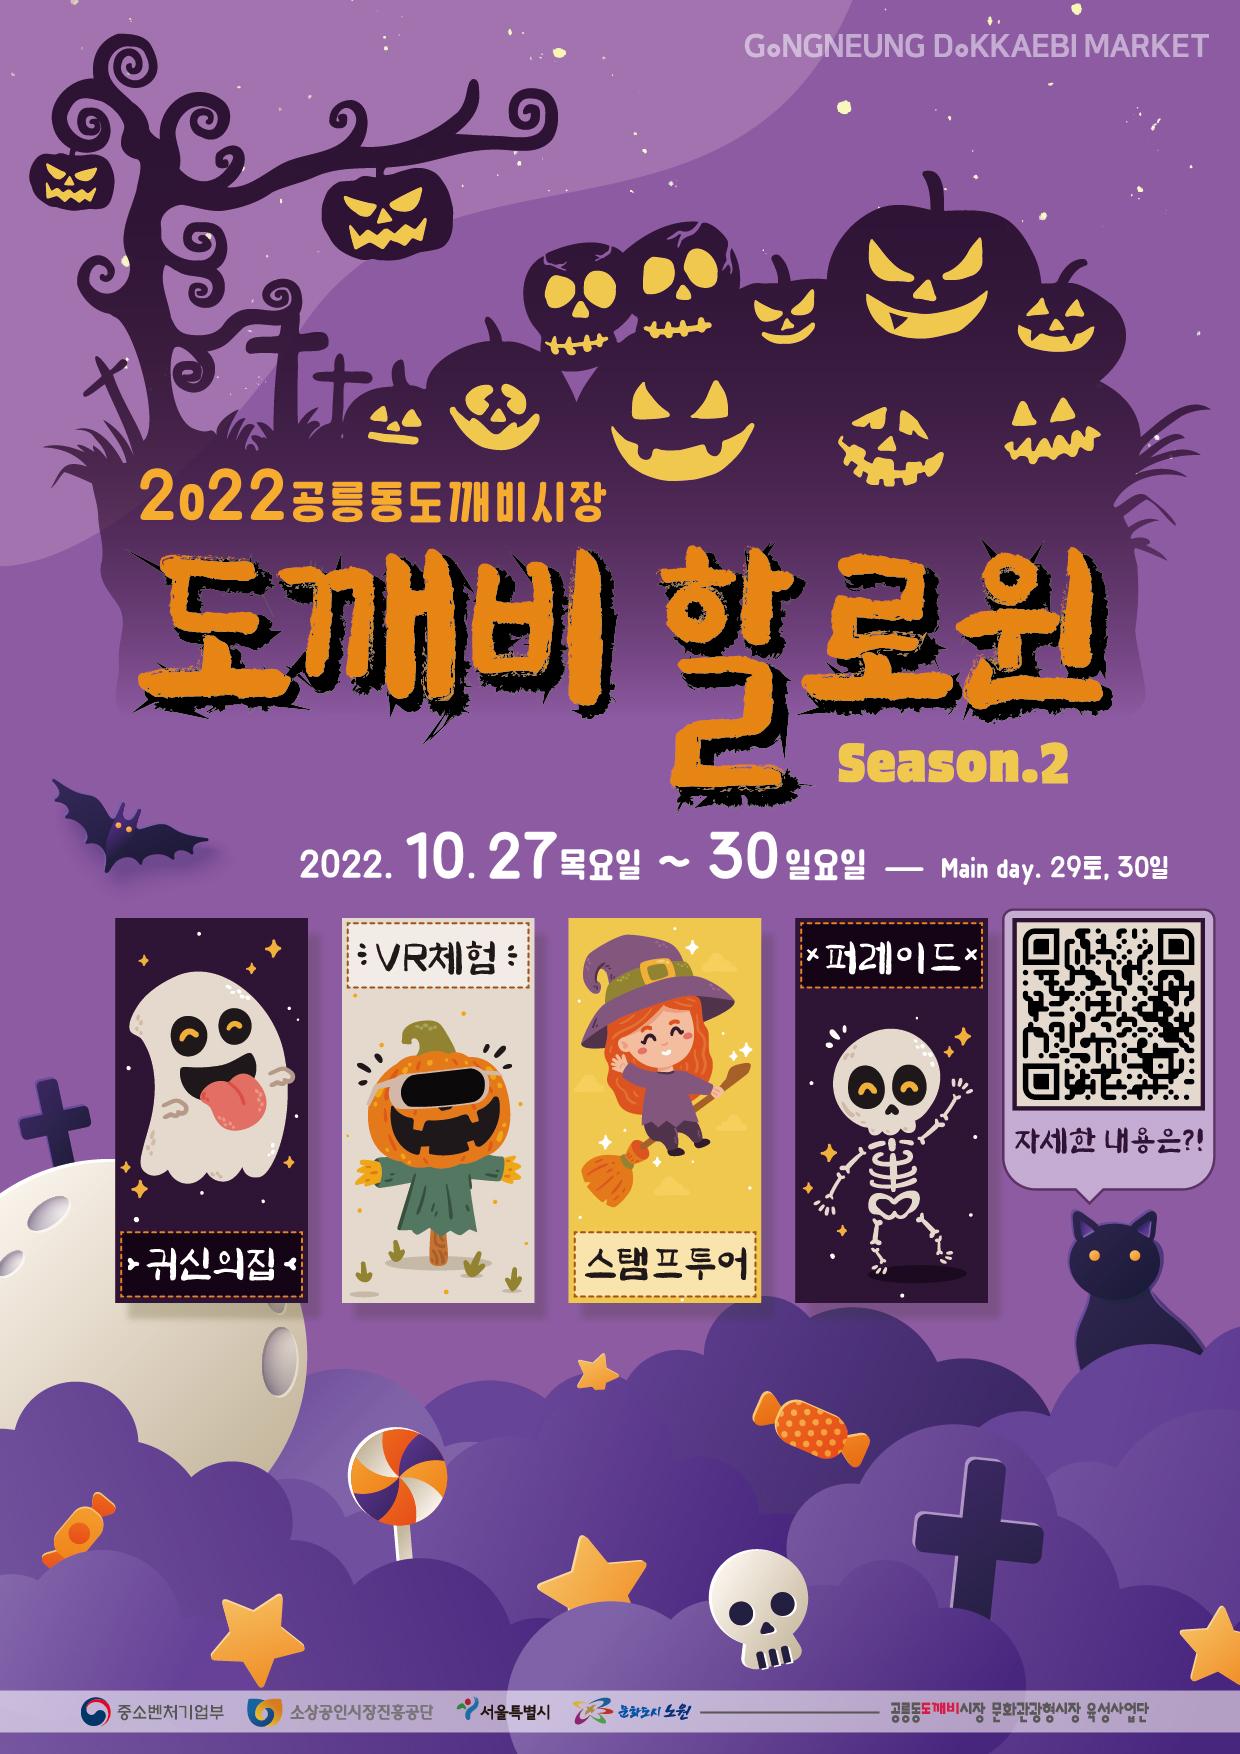 GoNGNEUNG DoKKAEBI MARKET
2022공릉동도깨비시장
도깨비 할로윈
Season.2
2022. 10. 27목요일 ~ 30일요일 — Main day. 29토, 30일
귀신의집
VR체험
스탬프투어
퍼레이드
자세한 내용은?!
중소벤처기업부 소상공인시장진흥공단 서울특별시 문화도시 노원 공릉동도깨비시장 문화관광형시장 육성사업단